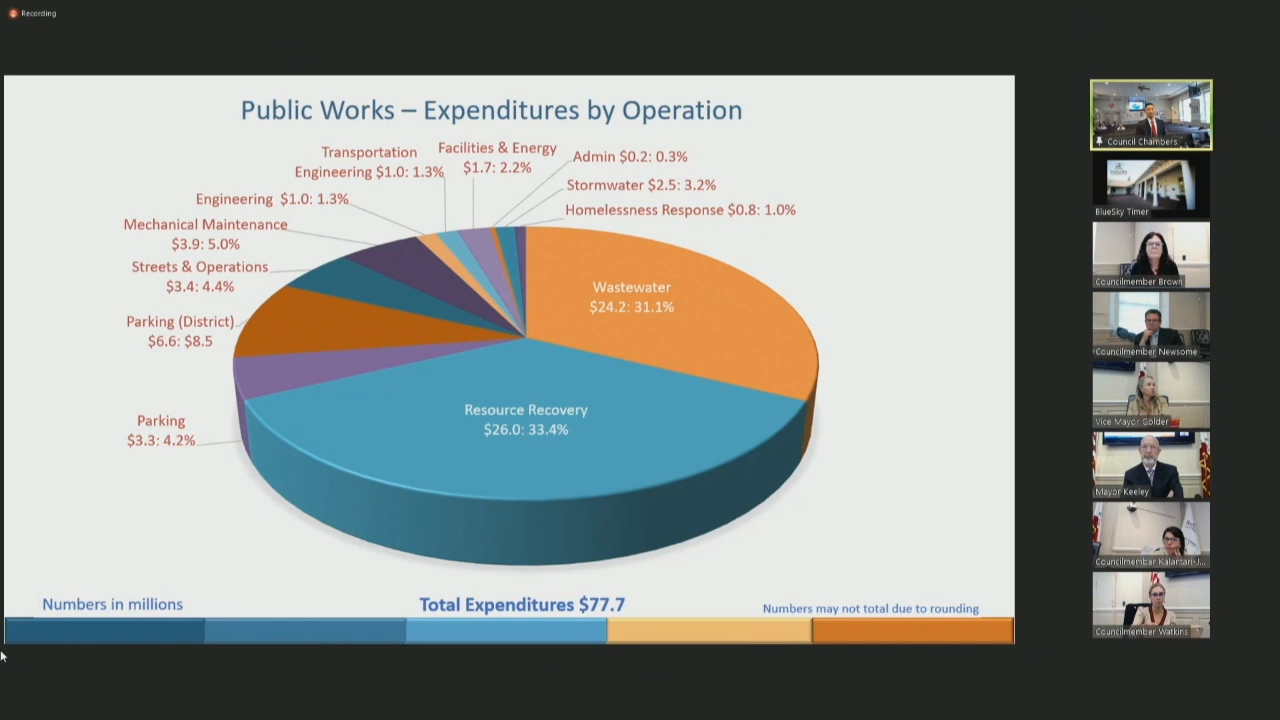 Recording
Public Works – Expenditures by Operation
Transportation
Engineering $1.0: 1.3%
Facilities & Energy
$1.7: 2.2%
Admin $0.2: 0.3%
Stormwater $2.5: 3.2%
Homelessness Response $0.8: 1.0%
Engineering $1.0: 1.3%
Mechanical Maintenance
$3.9: 5.0%
Streets & Operations
$3.4: 4.4%
Parking (District)
$6.6: $8.5
Parking
$3.3: 4.2%
Wastewater
$24.2: 31.1%
Resource Recovery
$26.0: 33.4%
Numbers in millions
Total Expenditures $77.7
Numbers may not total due to rounding
Council Chambers
BlueSky Timer
Councilmember Brown
Councilmember Newsome
Vice Mayor Golder
Mayor Keeley
Councilmember Kalantari-J...
Councilmember Watkins